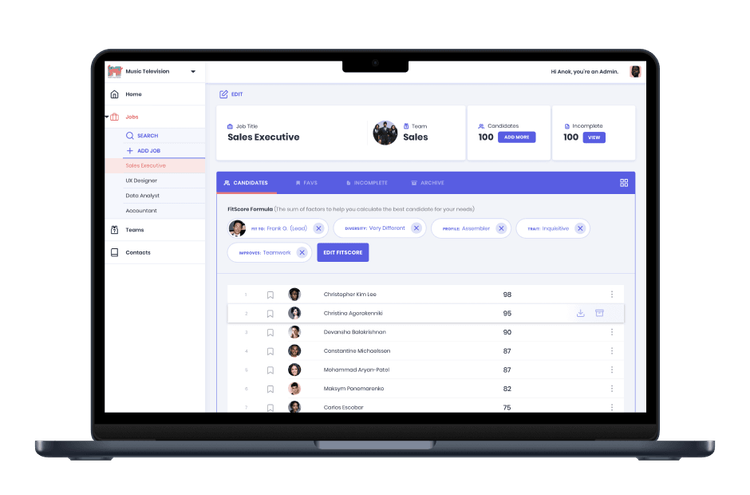 Music Television
Hi Anok, you're an Admin.
Home
Jobs
SEARCH
ADD JOB
Sales Executive
UX Designer
Data Analyst
Accountant
Teams
Contacts
EDIT
Job Title
Sales Executive
Team
Sales
Candidates
100 ADD MORE
Incomplete
100 VIEW
CANDIDATES FAVS INCOMPLETE ARCHIVE
FitScore Formula (The sum of factors to help you calculate the best candidate for your needs)
FIT TO: Frank O. (Lead) DIVERSITY: Very Different PROFILE: Assembler TRAIT: Inquisitive
IMPROVES: Teamwork EDIT FITSCORE
1 Christopher Kim Lee 98
2 Christina Agorakenniki 95
3 Devansha Balakrishnan 90
4 Constantine Michaelssen 87
5 Mohammad Aryan-Patel 87
6 Maksym Ponomarenko 82
7 Carlos Escobar 75